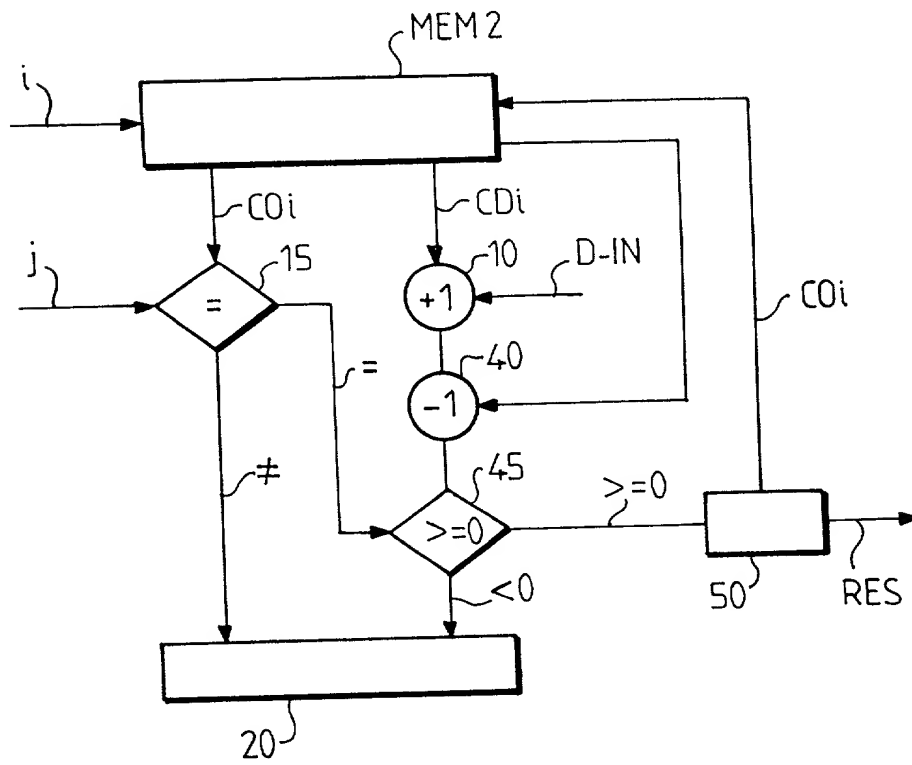 MEM 2
i
COi
CDi
j
15
10
D-IN
=
+1
COi
=
40
-1
≠
45
>=0
>=0
<0
50
RES
20